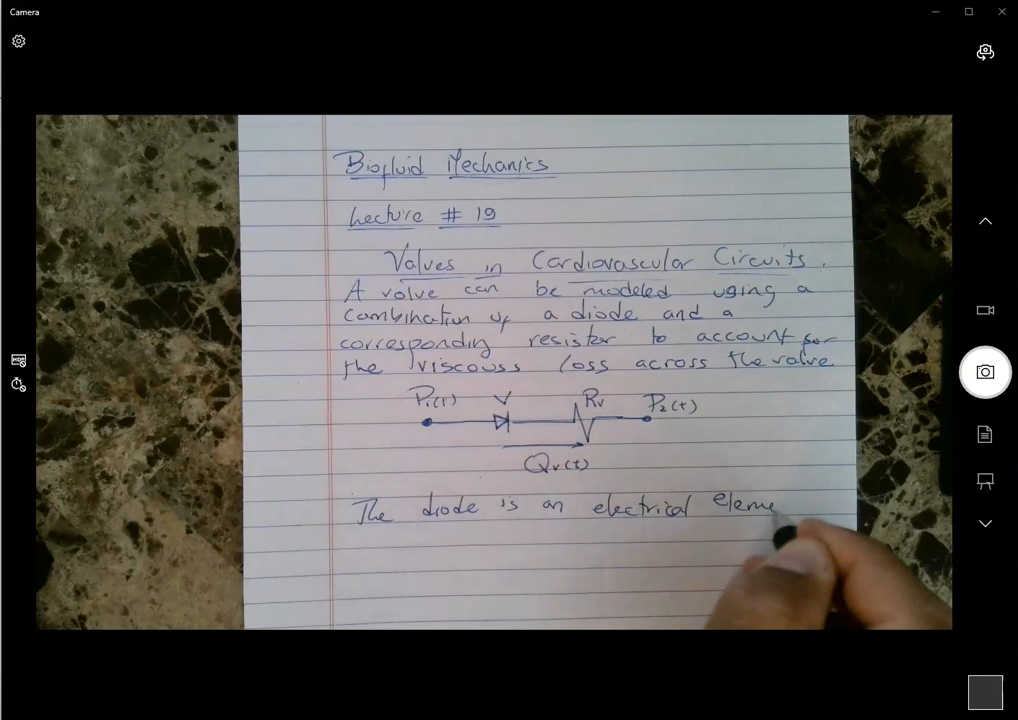 Camera
Biofluid Mechanics
Lecture # 19
Valves in Cardiovascular Circuits.
A valve can be modeled using a
combination of a diode and a
corresponding resistor to account for
the viscouss loss across the valve
P₁(t) V Rv P₂(t)
Qv(t)
The diode is an electrical eleme